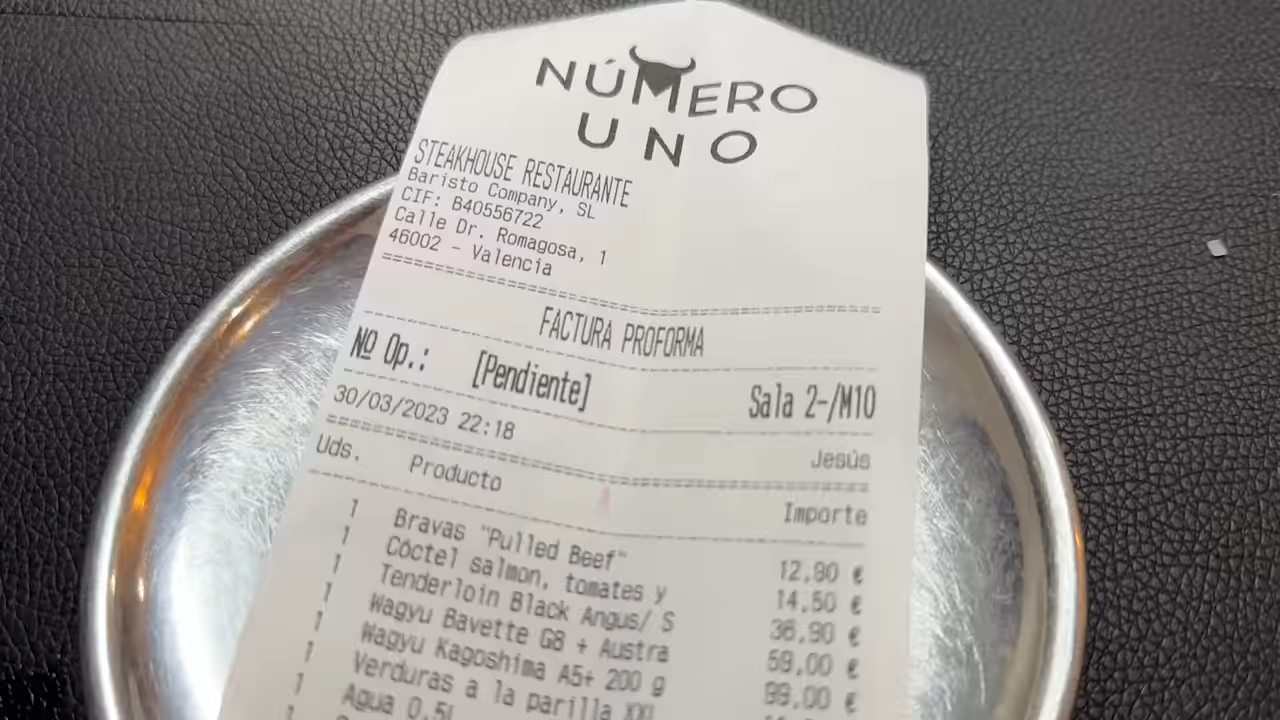 NÚMERO
UNO
STEAKHOUSE RESTAURANTE
Baristo Company, SL
CIF: B40556722
Calle Dr. Romagosa, 1
46002 - Valencia
FACTURA PROFORMA
Nº Op.: [Pendiente] Sala 2-/M10
30/03/2023 22:18 Jesús
Uds. Producto Importe
1 Bravas "Pulled Beef" 12,90 €
1 Cóctel salmon, tomates y 14,50 €
1 Tenderloin Black Angus/ S 36,90 €
1 Wagyu Bavette G8 + Austra 59,00 €
1 Wagyu Kagoshima A5+ 200 g 99,00 €
1 Verduras a la parilla XXL
1 Agua 0,5L